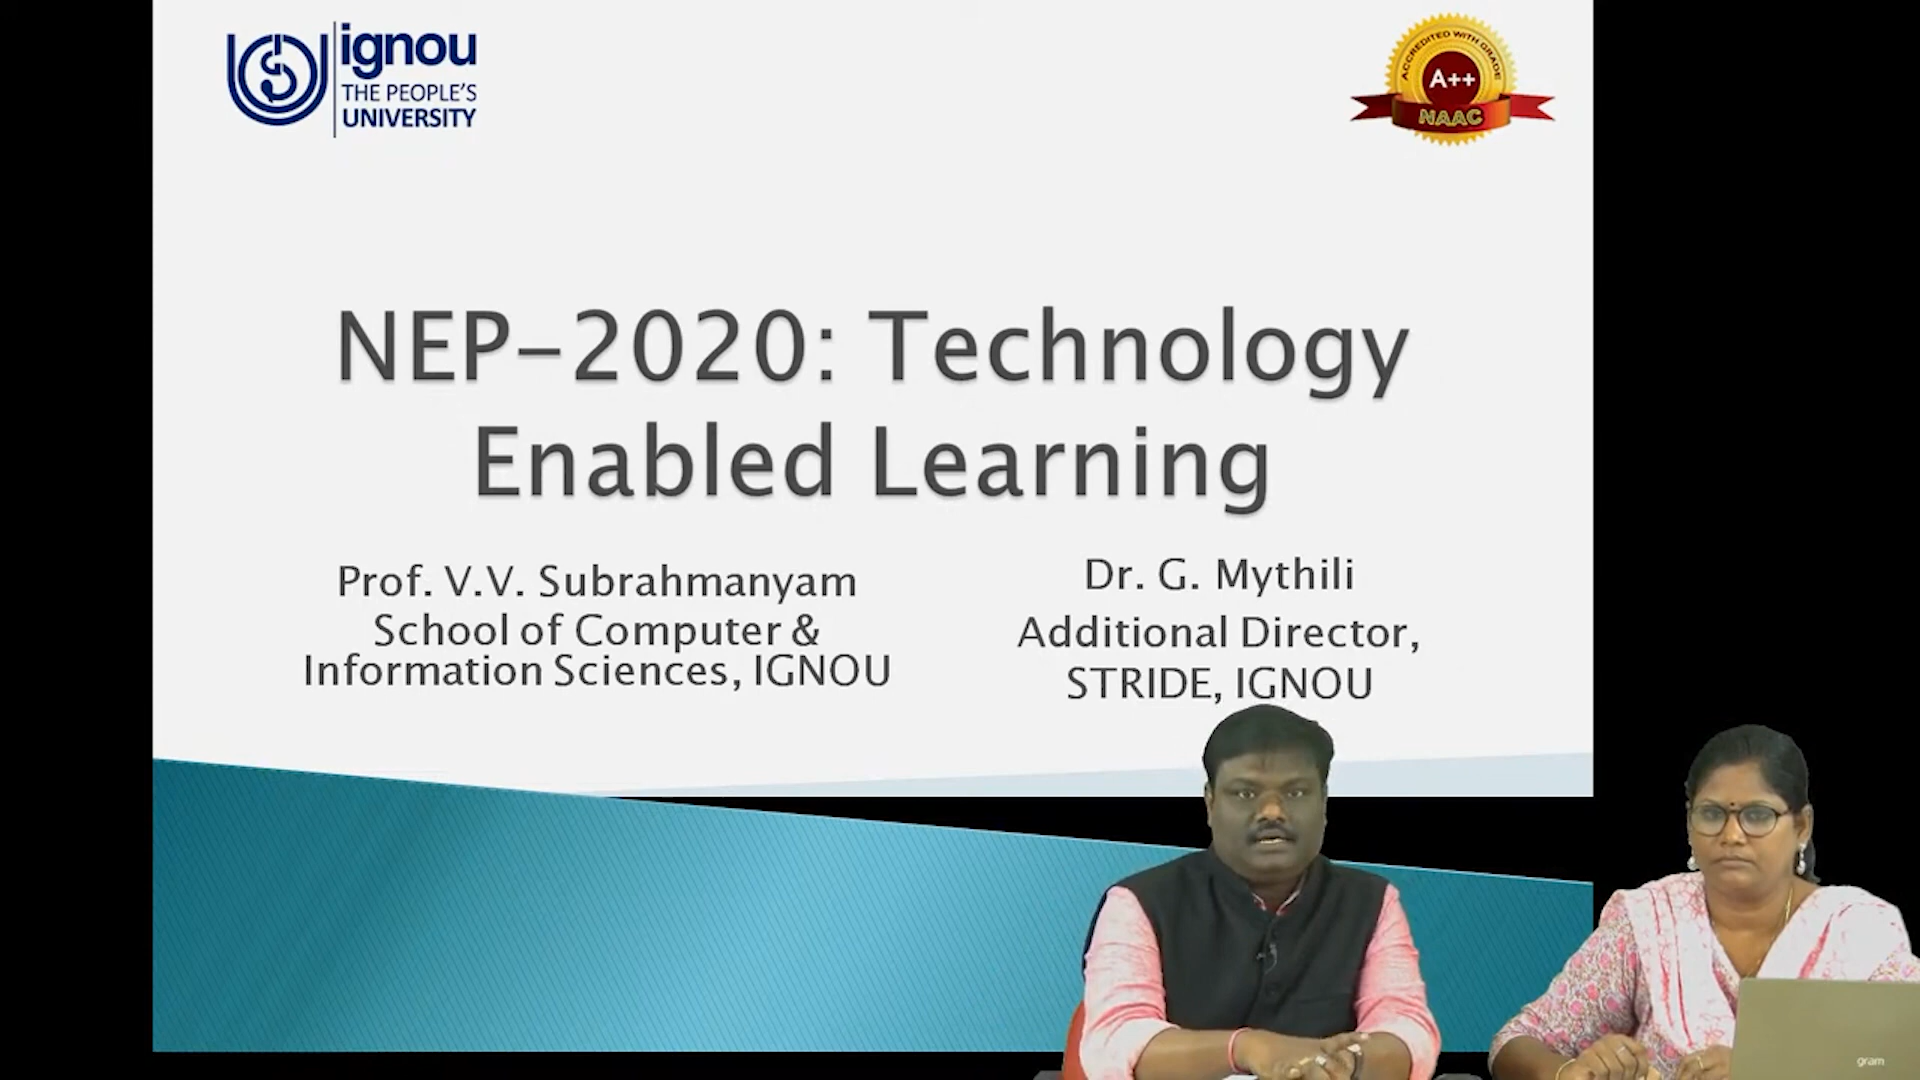 ignou
THE PEOPLE'S
UNIVERSITY
ACCREDITED WITH GRADE
A++
NAAC
NEP-2020: Technology
Enabled Learning
Prof. V.V. Subrahmanyam
School of Computer &
Information Sciences, IGNOU
Dr. G. Mythili
Additional Director,
STRIDE, IGNOU
gram